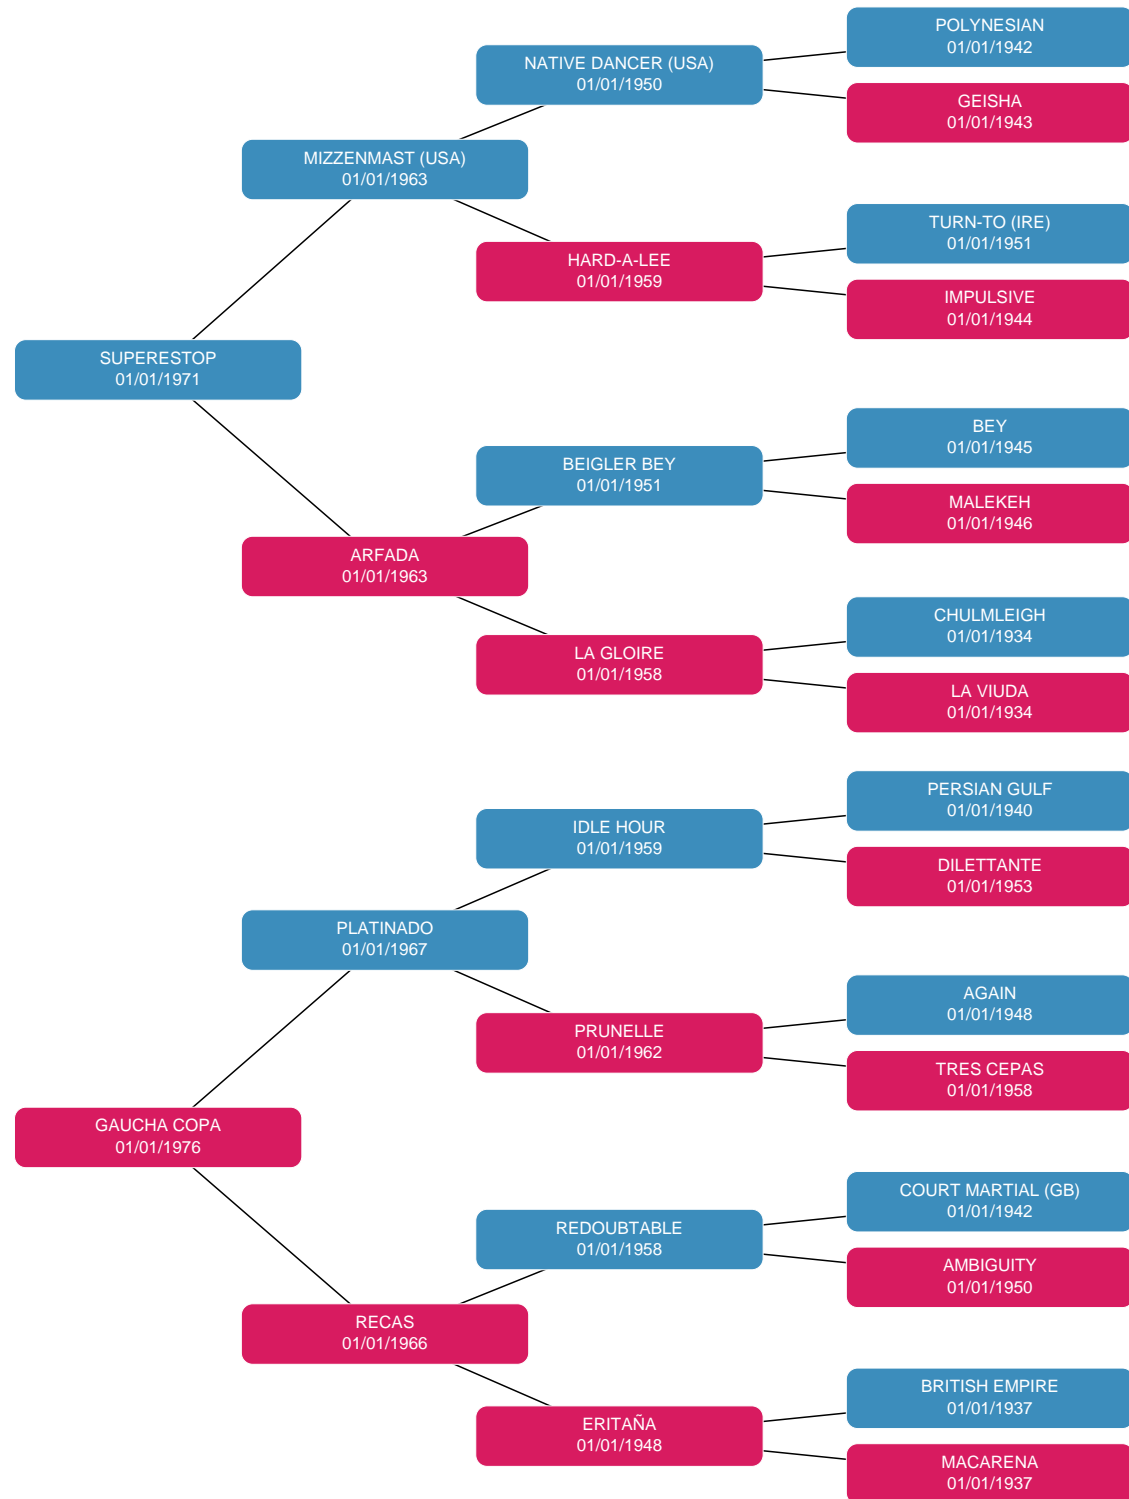 POLYNESIAN
01/01/1942
NATIVE DANCER (USA)
01/01/1950
GEISHA
01/01/1943
MIZZENMAST (USA)
01/01/1963
TURN-TO (IRE)
01/01/1951
HARD-A-LEE
01/01/1959
IMPULSIVE
01/01/1944
SUPERESTOP
01/01/1971
BEY
01/01/1945
BEIGLER BEY
01/01/1951
MALEKEH
01/01/1946
ARFADA
01/01/1963
CHULMLEIGH
01/01/1934
LA GLOIRE
01/01/1958
LA VIUDA
01/01/1934
PERSIAN GULF
01/01/1940
IDLE HOUR
01/01/1959
DILETTANTE
01/01/1953
PLATINADO
01/01/1967
AGAIN
01/01/1948
PRUNELLE
01/01/1962
TRES CEPAS
01/01/1958
GAUCHA COPA
01/01/1976
COURT MARTIAL (GB)
01/01/1942
REDOUBTABLE
01/01/1958
AMBIGUITY
01/01/1950
RECAS
01/01/1966
BRITISH EMPIRE
01/01/1937
ERITAÑA
01/01/1948
MACARENA
01/01/1937